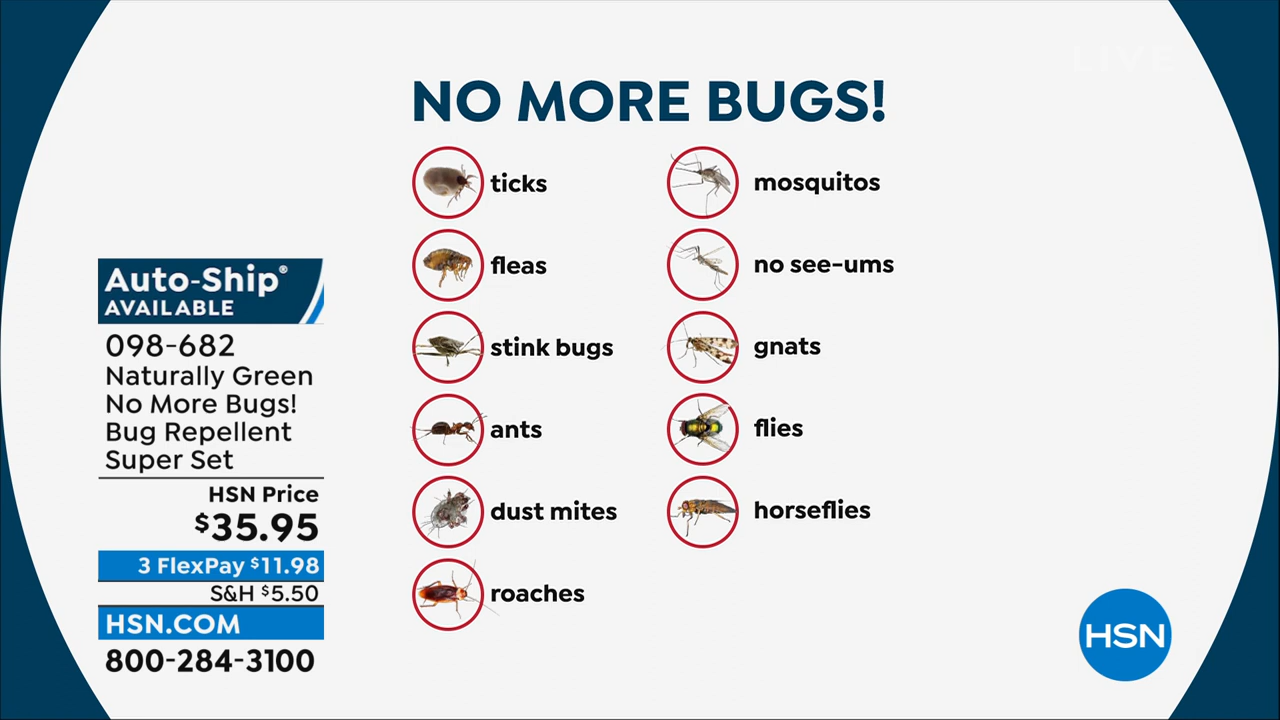 LIVE
NO MORE BUGS!
ticks
fleas
stink bugs
ants
dust mites
roaches
mosquitos
no see-ums
gnats
flies
horseflies
Auto-Ship®
AVAILABLE
098-682
Naturally Green
No More Bugs!
Bug Repellent
Super Set
HSN Price
$35.95
3 FlexPay $11.98
S&H $5.50
HSN.COM
800-284-3100
HSN